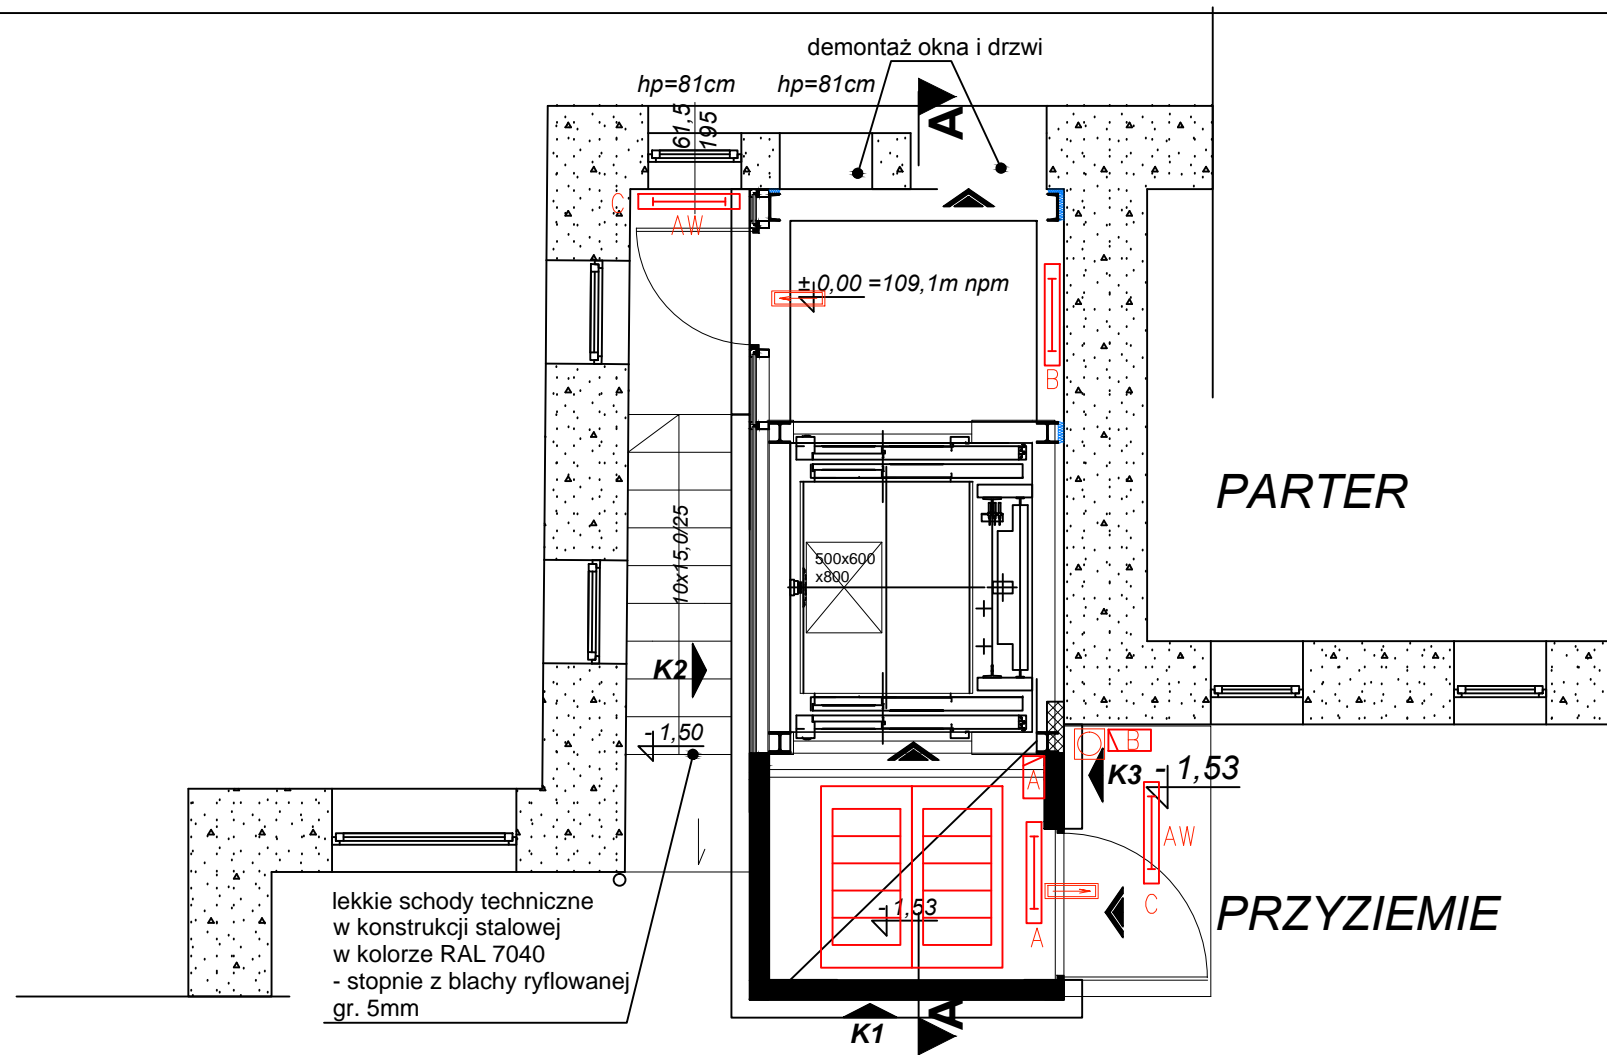 demontaż okna i drzwi
hp=81cm
hp=81cm
61,5
195
A
C
AW
± 0,00 =109,1m npm
B
PARTER
10x15,0/25
500x600
x800
K2
- 1,50
B
K3
- 1,53
A
AW
C
- 1,53
A
PRZYZIEMIE
lekkie schody techniczne
w konstrukcji stalowej
w kolorze RAL 7040
- stopnie z blachy ryflowanej
gr. 5mm
K1
A